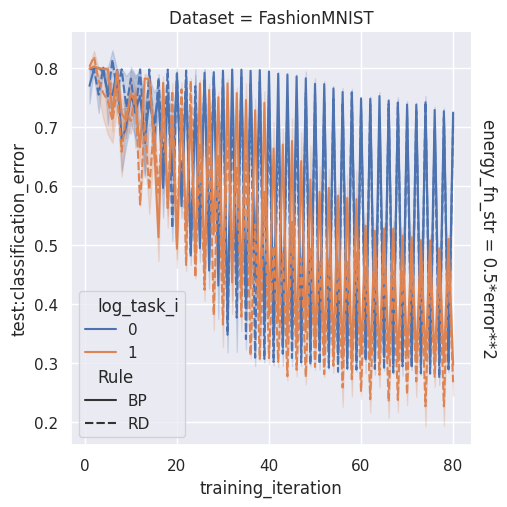 Dataset = FashionMNIST
test:classification_error
0.8
0.7
0.6
0.5
0.4
0.3
0.2
log_task_i
0
1
Rule
BP
RD
0
20
40
60
80
training_iteration
energy_fn_str = 0.5*error**2